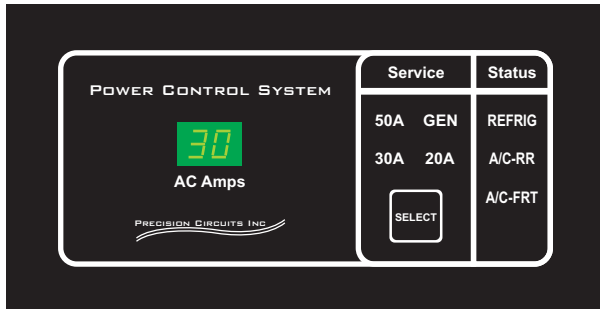 POWER CONTROL SYSTEM
30
AC Amps
PRECISION CIRCUITS INC
Service
50A GEN
30A 20A
SELECT
Status
REFRIG
A/C-RR
A/C-FRT